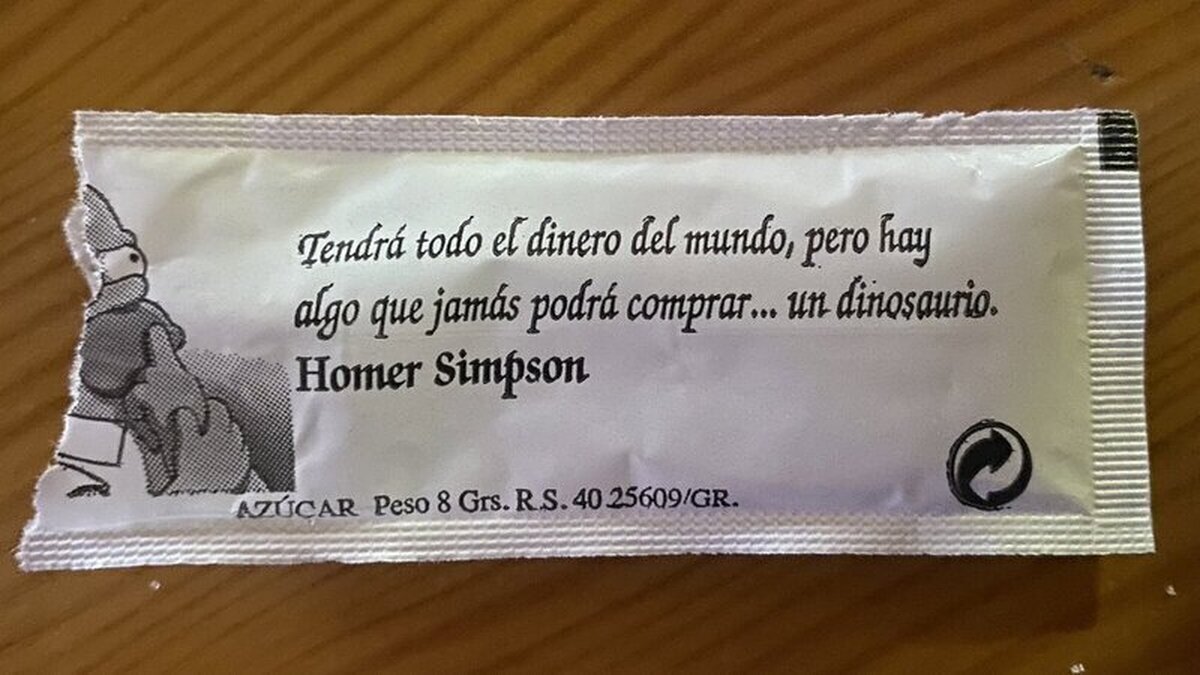 Tendrá todo el dinero del mundo, pero hay
algo que jamás podrá comprar... un dinosaurio.
Homer Simpson
AZÚCAR Peso 8 Grs. R.S. 40 25609/GR.